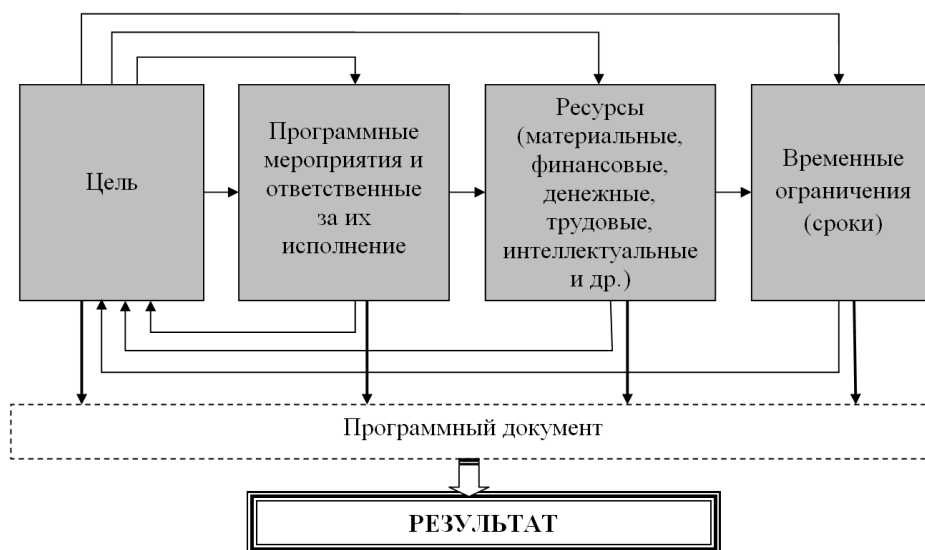 Цель
Программные
мероприятия и
ответственные
за их
исполнение
Ресурсы
(материальные,
финансовые,
денежные,
трудовые,
интеллектуальные
и др.)
Временные
ограничения
(сроки)
Программный документ
РЕЗУЛЬТАТ